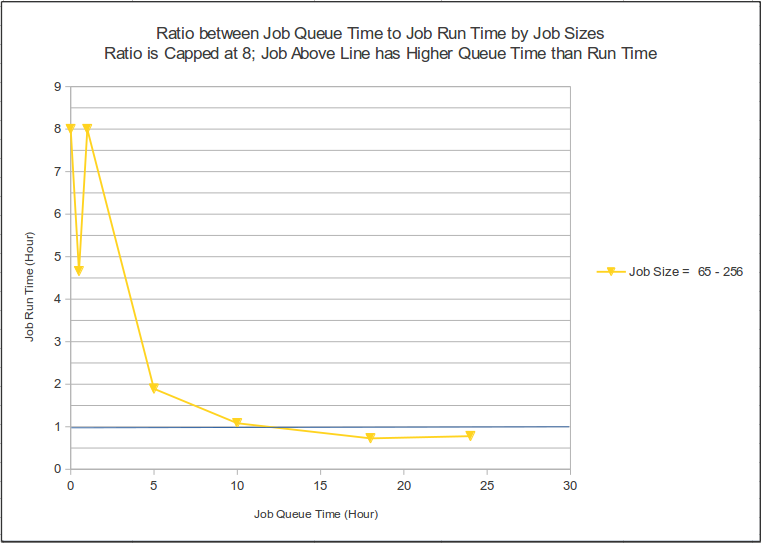 Ratio between Job Queue Time to Job Run Time by Job Sizes
Ratio is Capped at 8; Job Above Line has Higher Queue Time than Run Time
9
8
7
6
5
4
3
2
1
0
Job Run Time (Hour)
0 5 10 15 20 25 30
Job Queue Time (Hour)
Job Size = 65 - 256